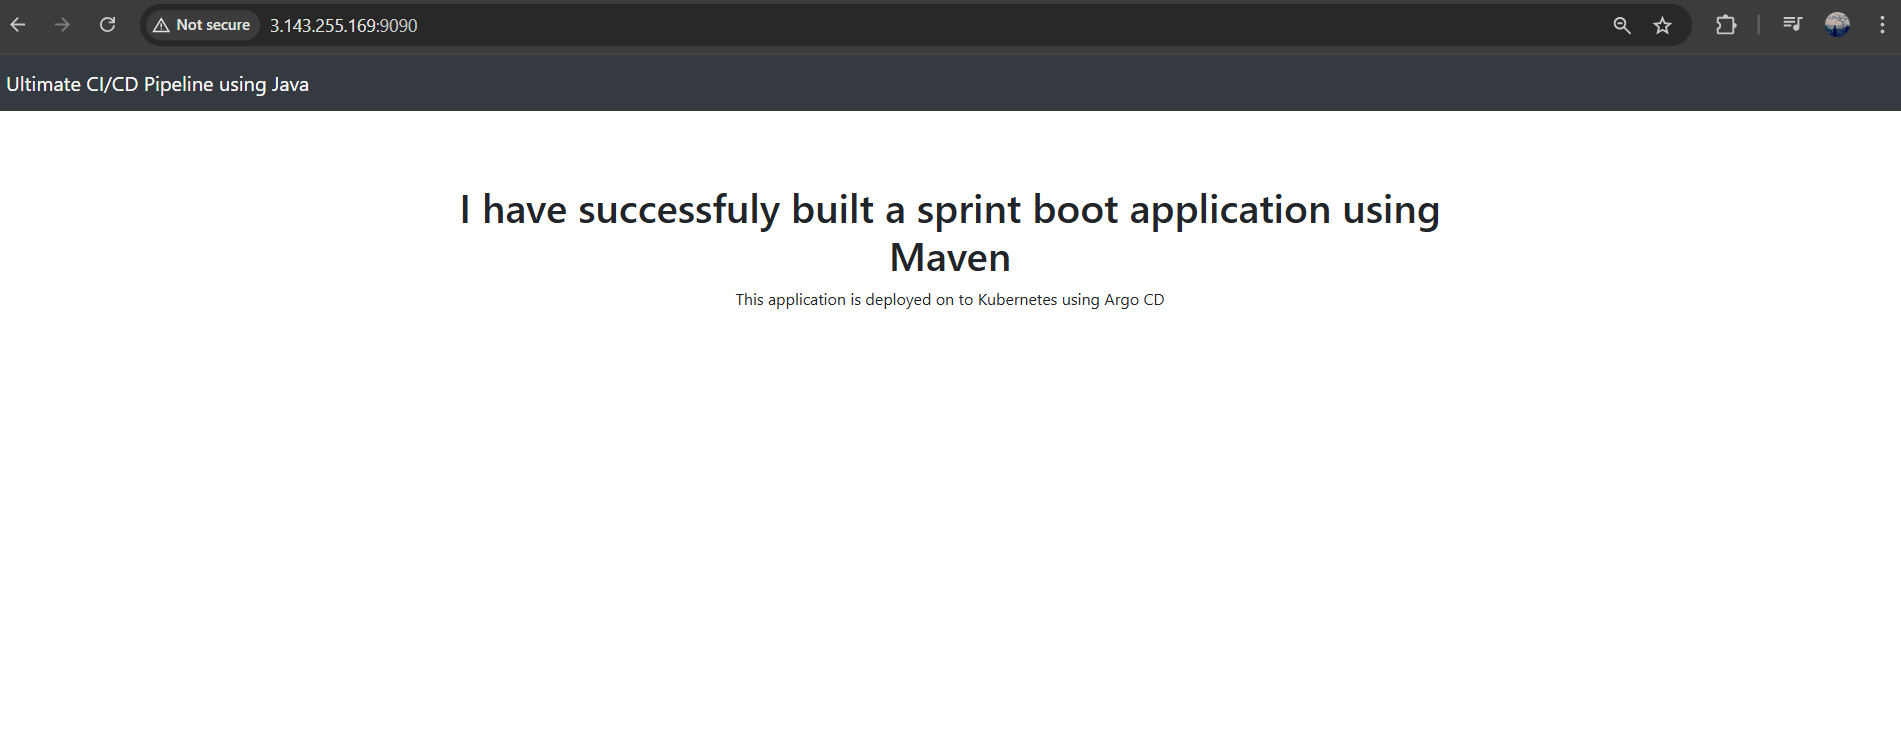 Not secure 3.143.255.169:9090
Ultimate CI/CD Pipeline using Java
I have successfuly built a sprint boot application using
Maven
This application is deployed on to Kubernetes using Argo CD